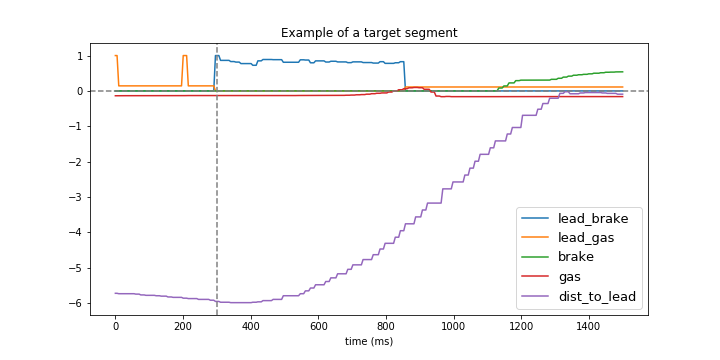 Example of a target segment
1
0
−1
−2
−3
−4
−5
−6
lead_brake
lead_gas
brake
gas
dist_to_lead
0 200 400 600 800 1000 1200 1400
time (ms)